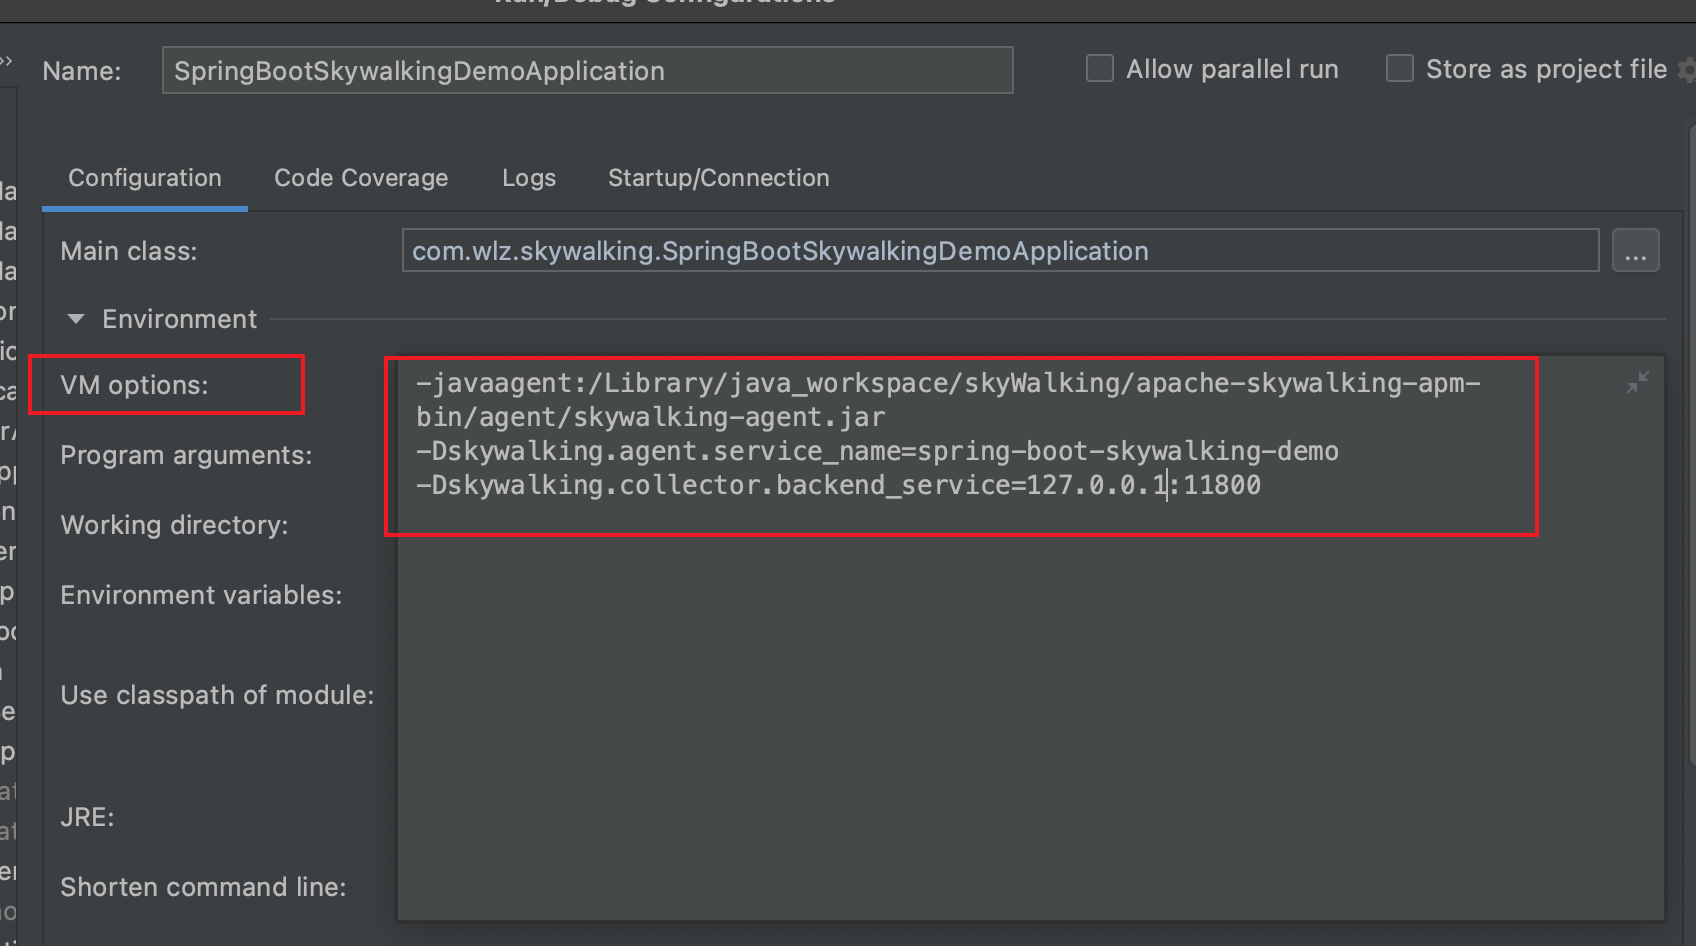 Run/Debug Configurations
Name: SpringBootSkywalkingDemoApplication Allow parallel run Store as project file
Configuration Code Coverage Logs Startup/Connection
Main class: com.wlz.skywalking.SpringBootSkywalkingDemoApplication ...
Environment
VM options: -javaagent:/Library/java_workspace/skyWalking/apache-skywalking-apm-
bin/agent/skywalking-agent.jar
-Dskywalking.agent.service_name=spring-boot-skywalking-demo
Program arguments:
-Dskywalking.collector.backend_service=127.0.0.1:11800
Working directory:
Environment variables:
Use classpath of module:
JRE:
Shorten command line: